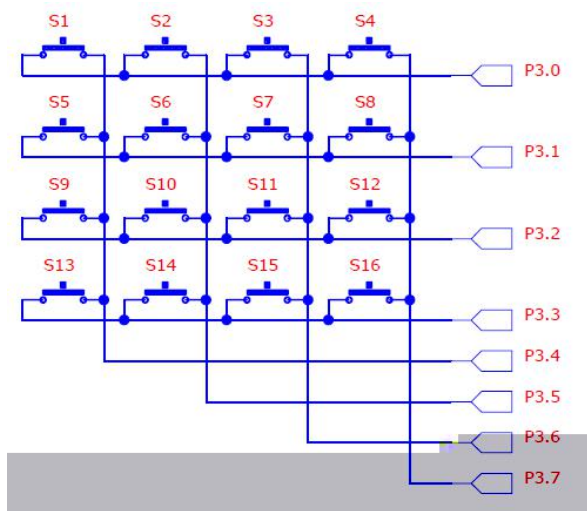 S1 S2 S3 S4
P3.0
S5 S6 S7 S8
P3.1
S9 S10 S11 S12
P3.2
S13 S14 S15 S16
P3.3
P3.4
P3.5
P3.6
P3.7